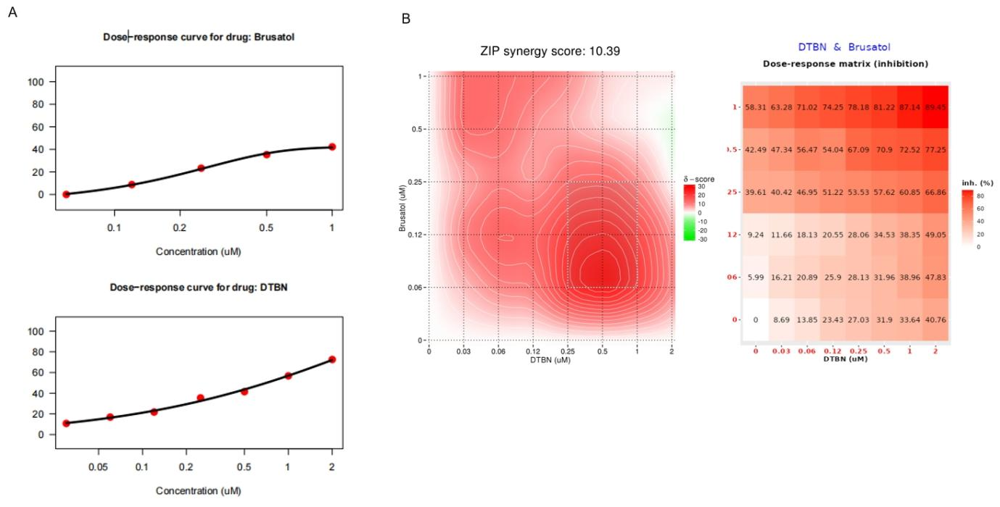 A
Dose-response curve for drug: Brusatol
100
80
60
40
20
0
0.1 0.2 0.5 1
Concentration (uM)
Dose-response curve for drug: DTBN
100
80
60
40
20
0
0.05 0.1 0.2 0.5 1 2
Concentration (uM)
B
ZIP synergy score: 10.39
Brusatol (uM)
1
0.5
0.25
0.12
0.06
0
0 0.03 0.06 0.12 0.25 0.5 1 2
DTBN (uM)
δ-score
30
20
10
0
-10
-20
-30
DTBN & Brusatol
Dose-response matrix (inhibition)
1 58.31 63.28 71.02 74.25 78.18 81.22 87.14 89.45
.5 42.49 47.34 56.47 54.04 67.09 70.9 72.52 77.25
25 39.61 40.42 46.95 51.22 53.53 57.62 60.85 66.86
12 9.24 11.66 18.13 20.55 28.06 34.53 38.35 49.05
06 5.99 16.21 20.89 25.9 28.13 31.96 38.96 47.83
0 0 8.69 13.85 23.43 27.03 31.9 33.64 40.76
0 0.03 0.06 0.12 0.25 0.5 1 2
DTBN (uM)
inh. (%)
80
60
40
20
0